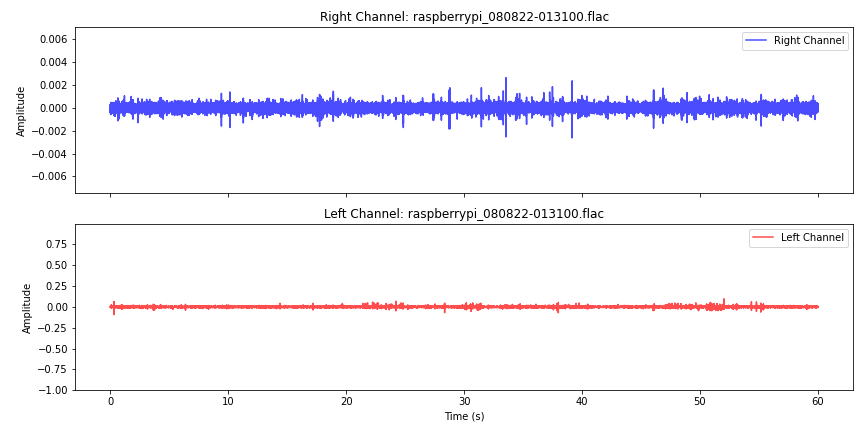 Right Channel: raspberrypi_080822-013100.flac
Right Channel
0.006
0.004
0.002
0.000
−0.002
−0.004
−0.006
Amplitude
Left Channel: raspberrypi_080822-013100.flac
Left Channel
0.75
0.50
0.25
0.00
−0.25
−0.50
−0.75
−1.00
Amplitude
0 10 20 30 40 50 60
Time (s)